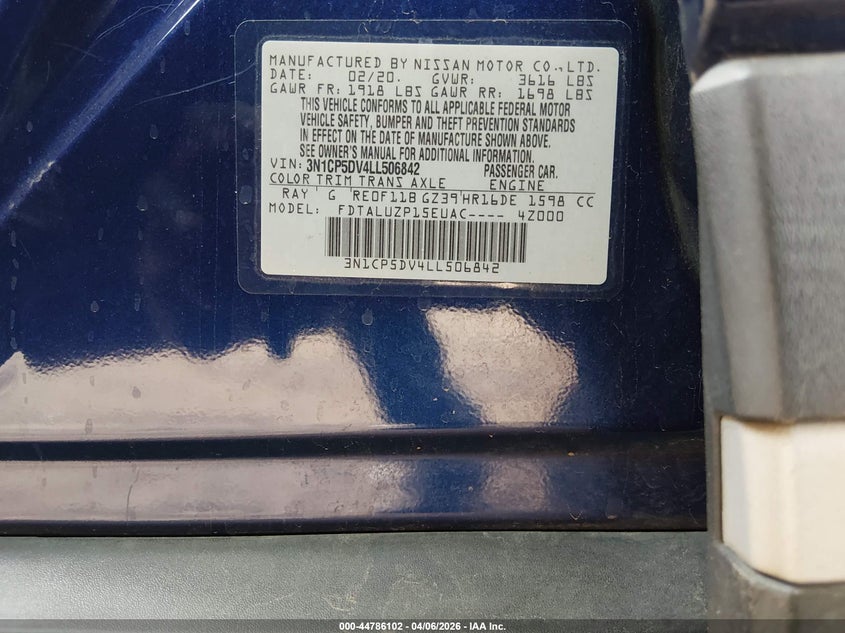 MANUFACTURED BY NISSAN MOTOR CO., LTD.
DATE: 02/20. GVWR: 3616 LBS
GAWR FR: 1918 LBS GAWR RR: 1698 LBS
THIS VEHICLE CONFORMS TO ALL APPLICABLE FEDERAL MOTOR
VEHICLE SAFETY, BUMPER AND THEFT PREVENTION STANDARDS
IN EFFECT ON THE DATE OF MANUFACTURE SHOWN ABOVE.
SEE OWNER'S MANUAL FOR ADDITIONAL INFORMATION.
VIN: 3N1CP5DV4LL506842 PASSENGER CAR.
COLOR TRIM TRANS AXLE ENGINE
RAY G RE0F11B GZ39 HR16DE 1598 CC
MODEL: FDTALUZP15EUAC---- 4Z000
3N1CP5DV4LL506842
000-44786102 | 04/06/2026 - IAA Inc.